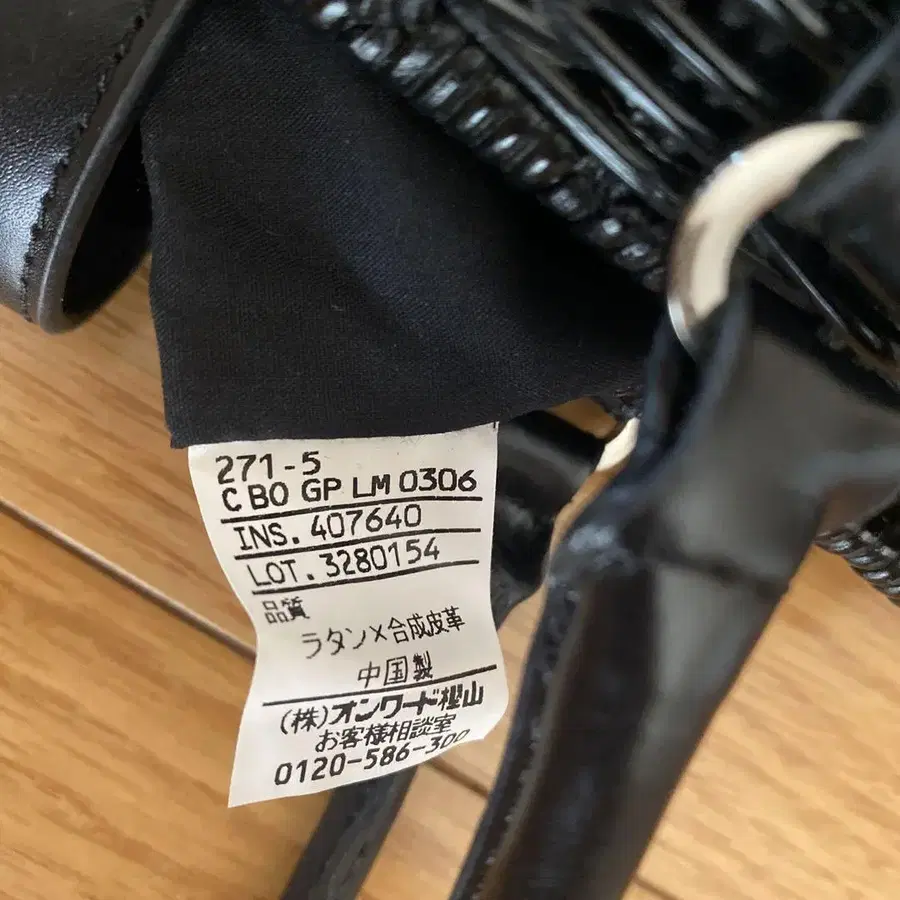 271-5
C BO GP LM 0306
INS. 407640
LOT. 3280154
品質
ラタン×合成皮革
中国製
(株)オンワード樫山
お客様相談室
0120-586-300